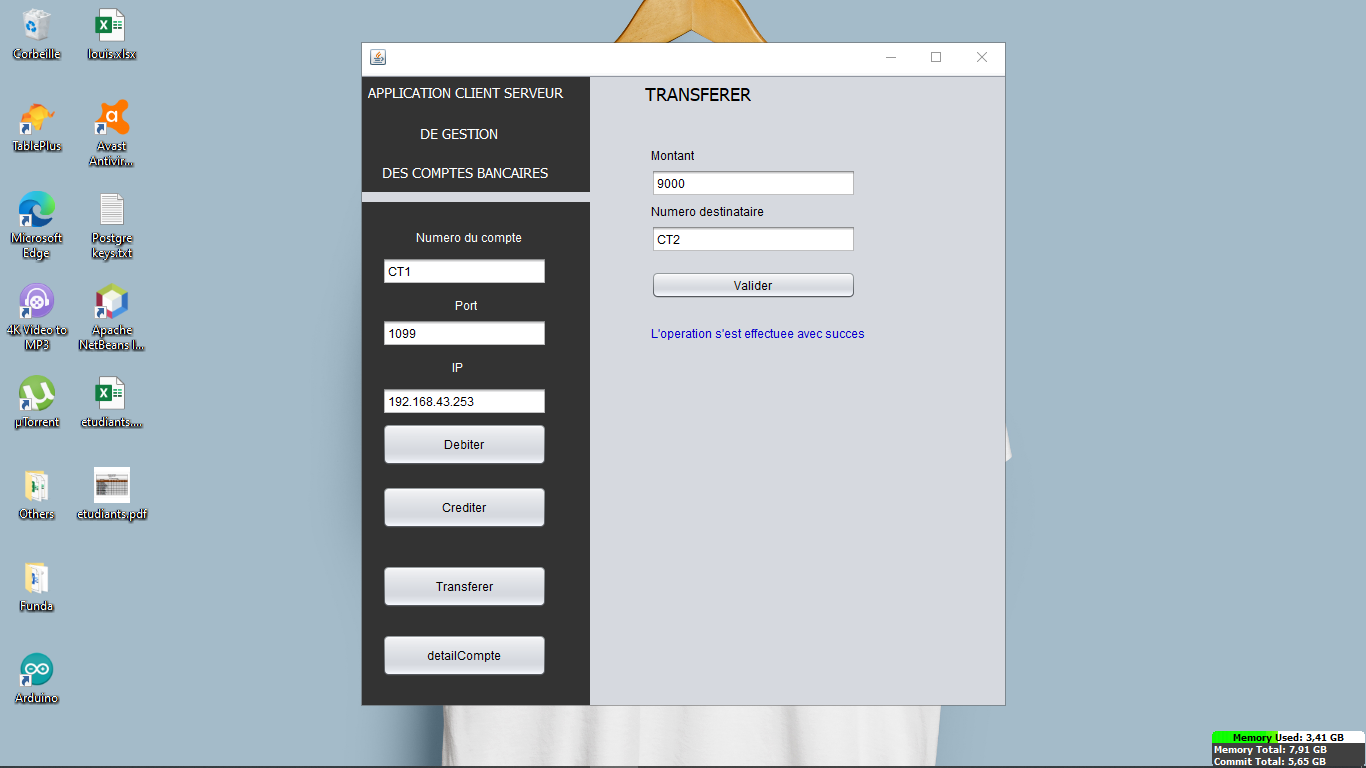 Corbeille
louis.xlsx
TablePlus
Avast
Antivir...
Microsoft
Edge
Postgre
keys.txt
4K Video to
MP3
Apache
NetBeans I...
µTorrent
etudiants....
Others
etudiants.pdf
Funda
Arduino
APPLICATION CLIENT SERVEUR
DE GESTION
DES COMPTES BANCAIRES
Numero du compte
CT1
Port
1099
IP
192.168.43.253
Debiter
Crediter
Transferer
detailCompte
TRANSFERER
Montant
9000
Numero destinataire
CT2
Valider
L'operation s'est effectuee avec succes
Memory Used: 3,41 GB
Memory Total: 7,91 GB
Commit Total: 5,65 GB